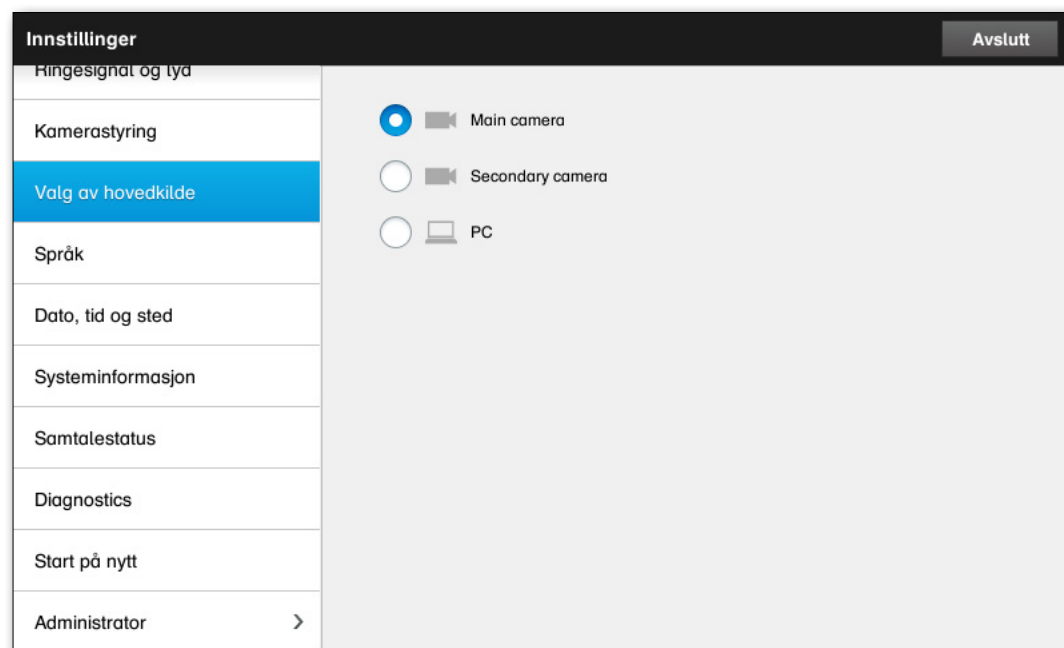 Innstillinger
Avslutt
Ringesignal og lyd
Kamerastyring
Valg av hovedkilde
Språk
Dato, tid og sted
Systeminformasjon
Samtalestatus
Diagnostics
Start på nytt
Administrator
Main camera
Secondary camera
PC